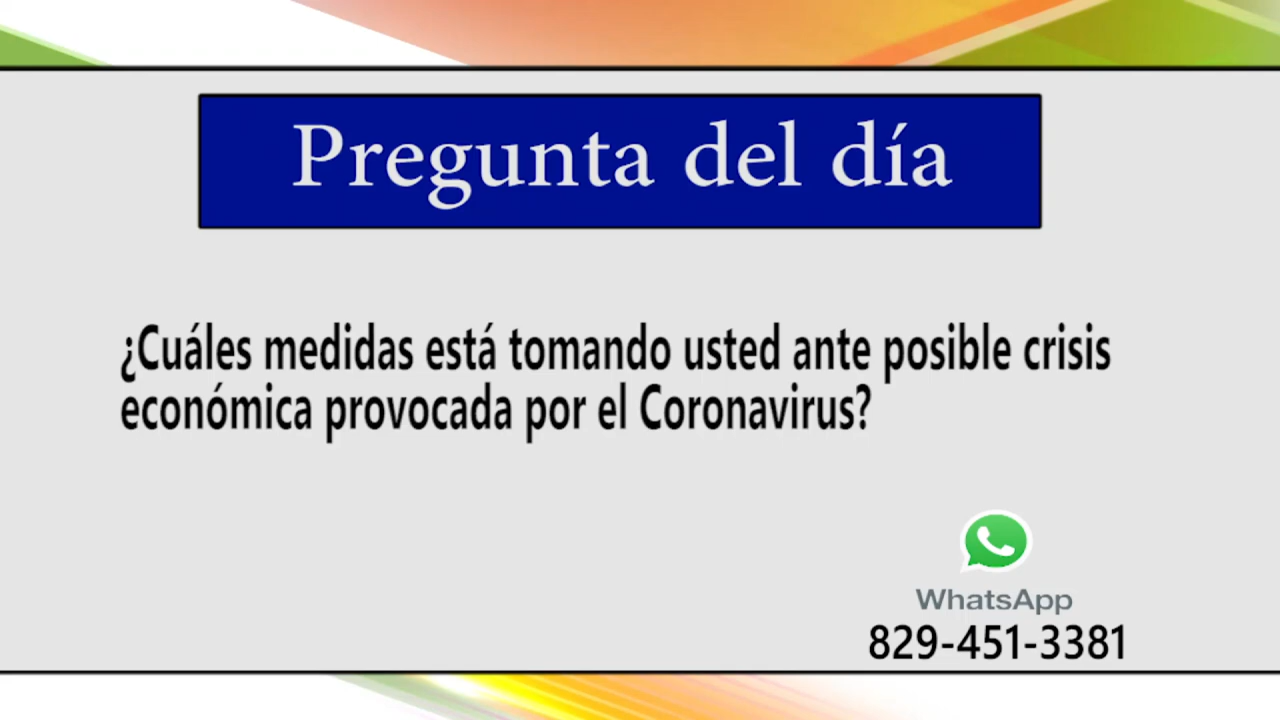 Pregunta del día
¿Cuáles medidas está tomando usted ante posible crisis
económica provocada por el Coronavirus?
WhatsApp
829-451-3381